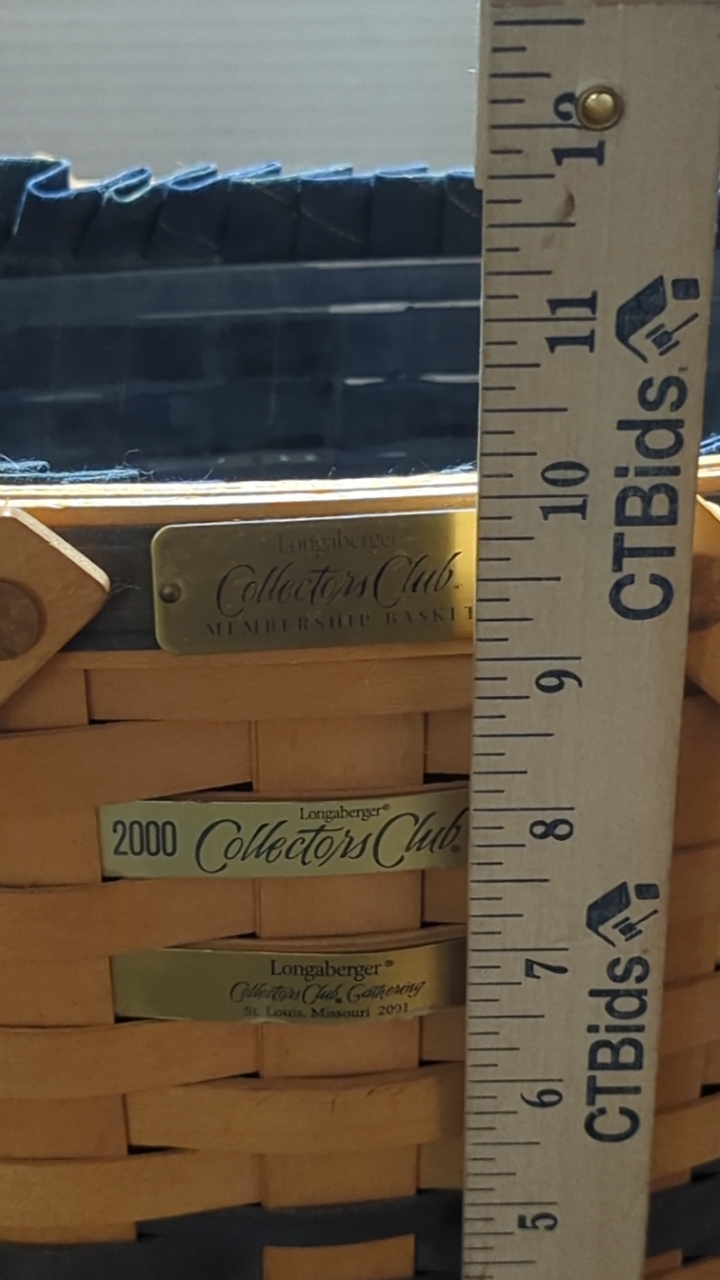 Longaberger
Collectors Club®
MEMBERSHIP BASKET
2000 Longaberger® Collectors Club®
Longaberger®
Collectors Club® Gathering
St. Louis, Missouri 2001
12
11
10
9
8
7
6
5
CTBids.
CTBids.